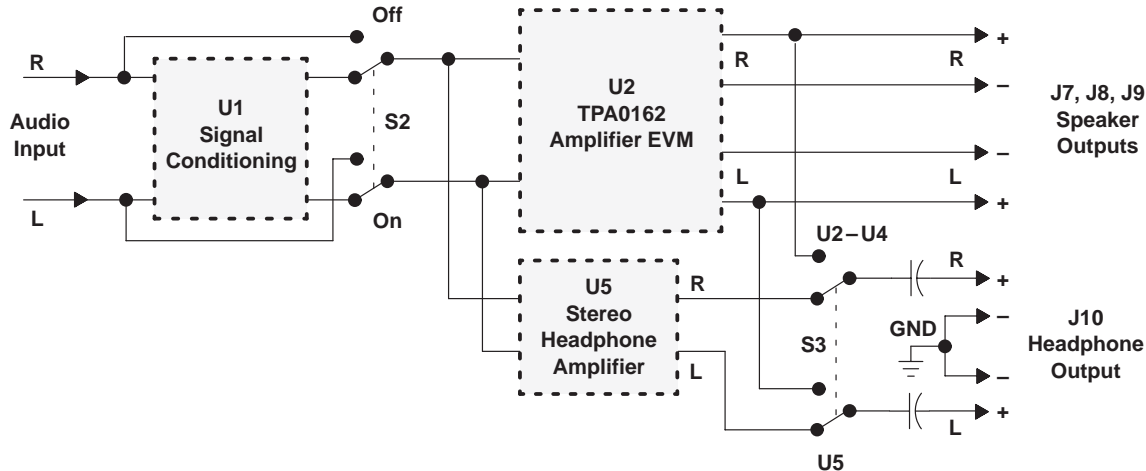 Off
R
Audio
Input
L
U1
Signal
Conditioning
S2
On
U2
TPA0162
Amplifier EVM
R
L
R
+
–
–
L
+
J7, J8, J9
Speaker
Outputs
U5
Stereo
Headphone
Amplifier
R
L
U2–U4
S3
U5
R
+
GND
–
–
+
L
J10
Headphone
Output